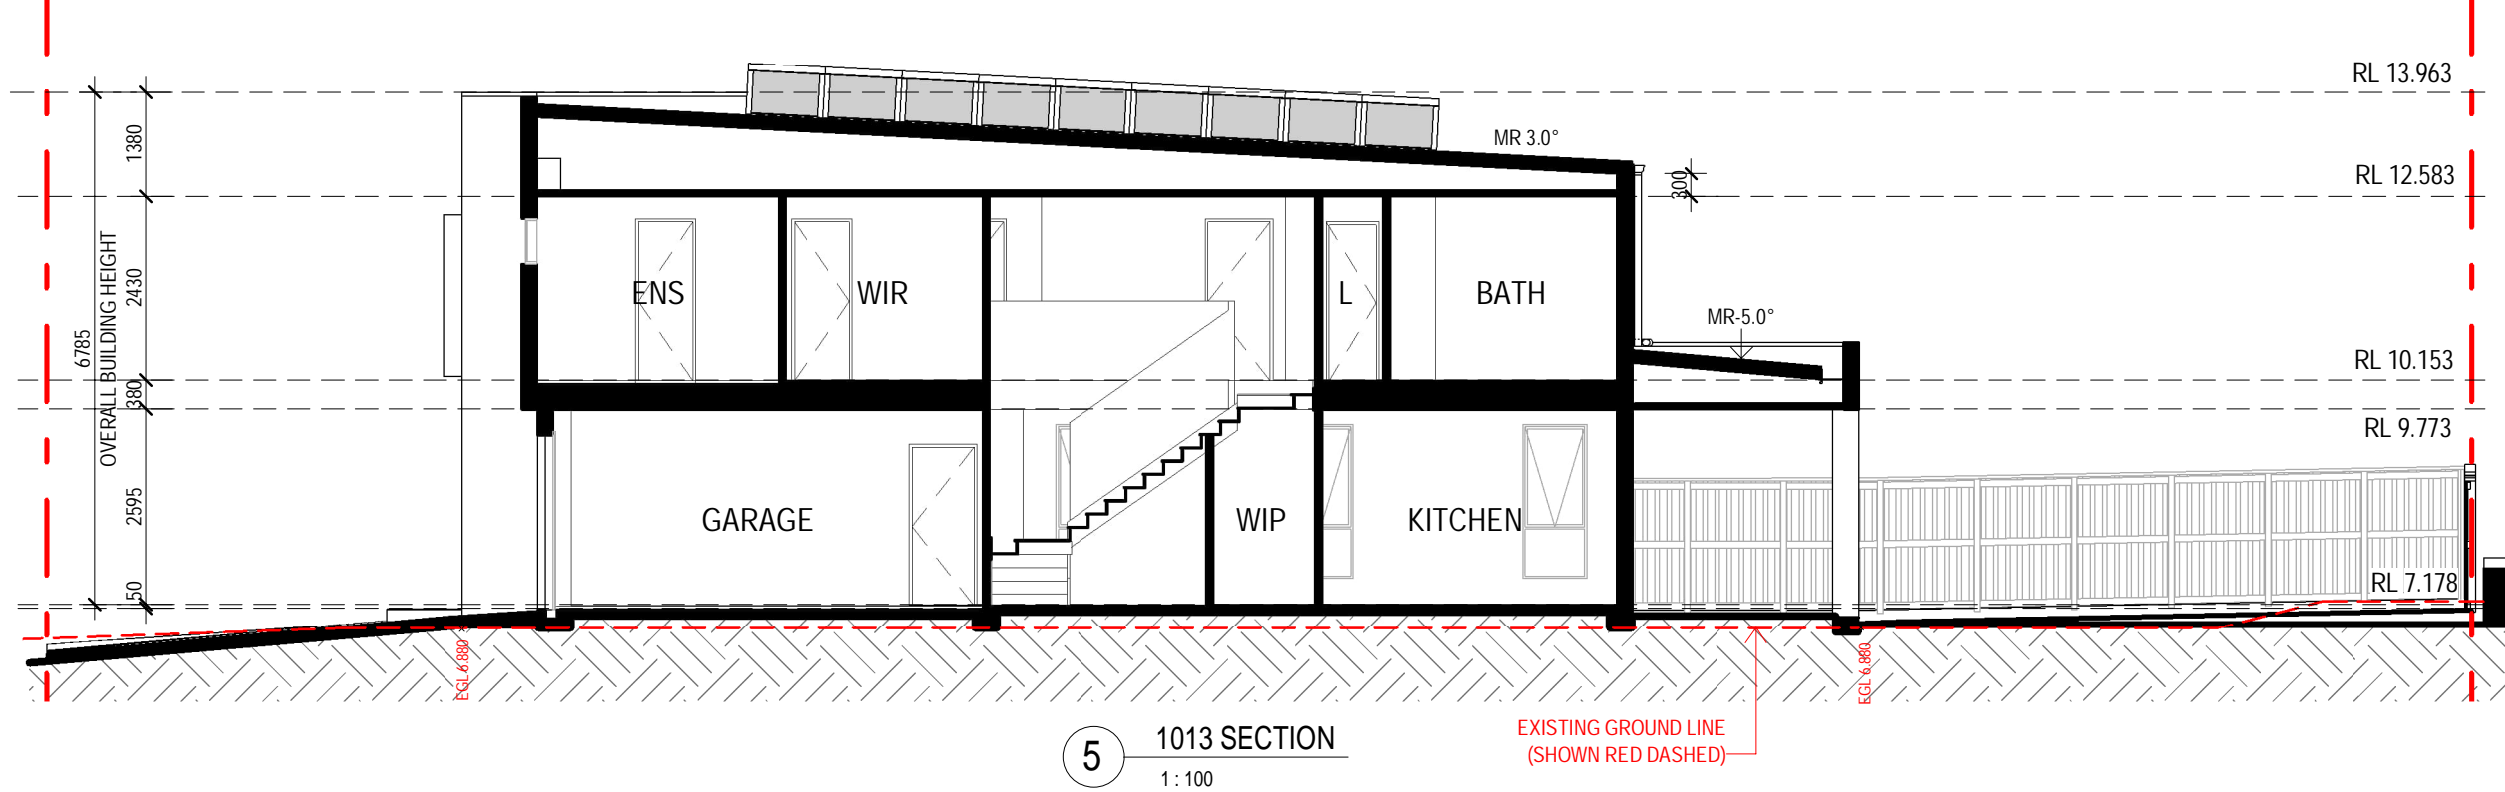 RL 13.963
MR 3.0°
1380
RL 12.583
300
ENS
WIR
L
BATH
2430
6785
OVERALL BUILDING HEIGHT
MR-5.0°
RL 10.153
380
RL 9.773
2595
GARAGE
WIP
KITCHEN
RL 7.178
50
EGL 6.880
EGL 6.880
EXISTING GROUND LINE
(SHOWN RED DASHED)
5
1013 SECTION
1 : 100